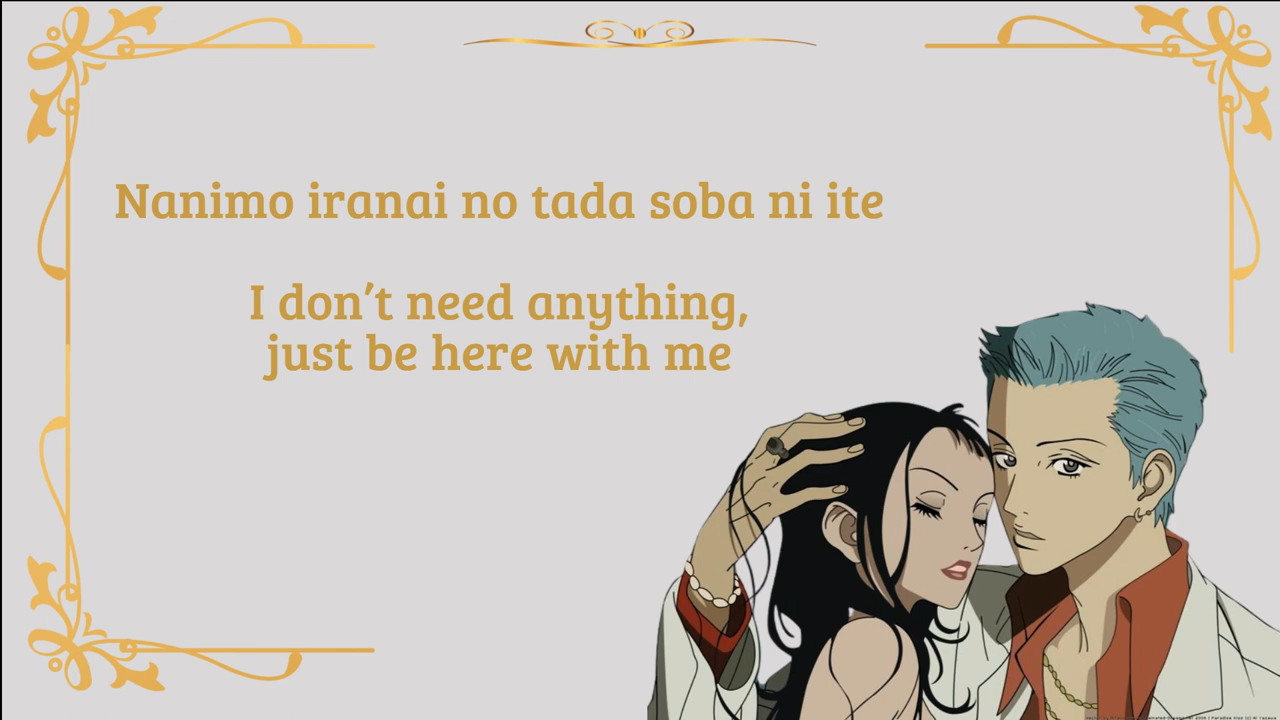 Nanimo iranai no tada soba ni ite
I don't need anything,
just be here with me